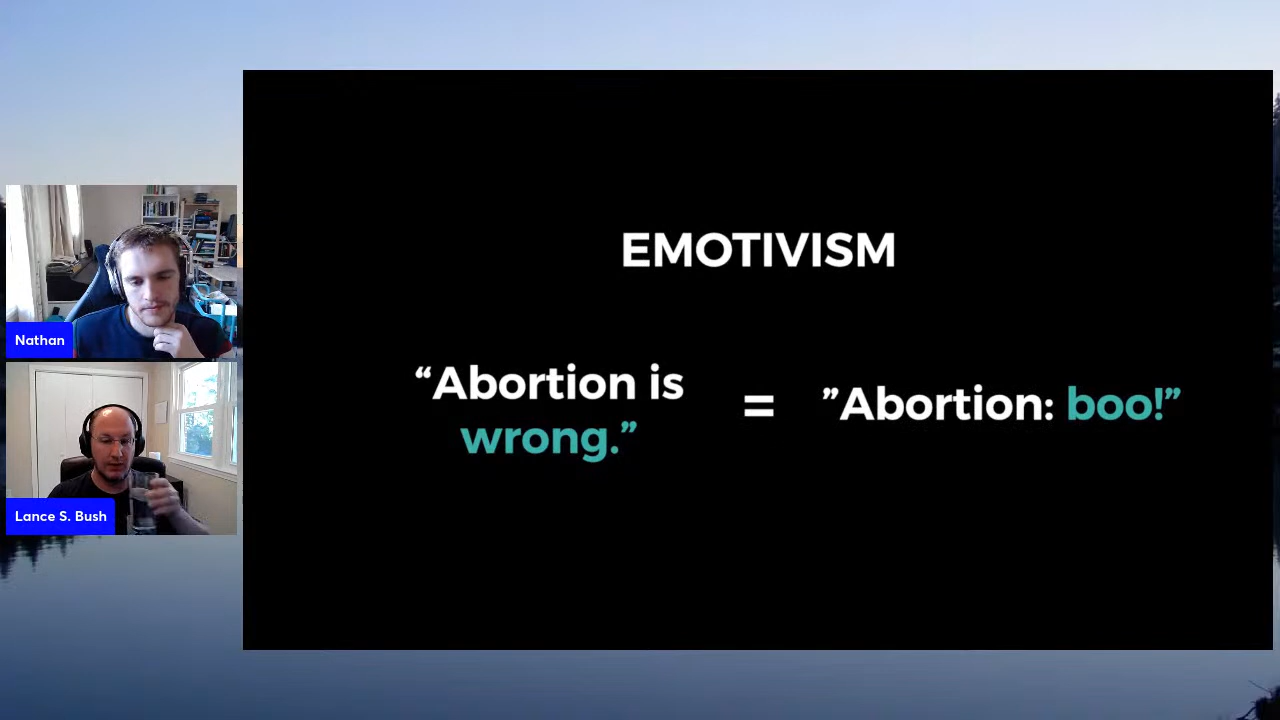 EMOTIVISM
“Abortion is
wrong.”
=
”Abortion: boo!”
Nathan
Lance S. Bush